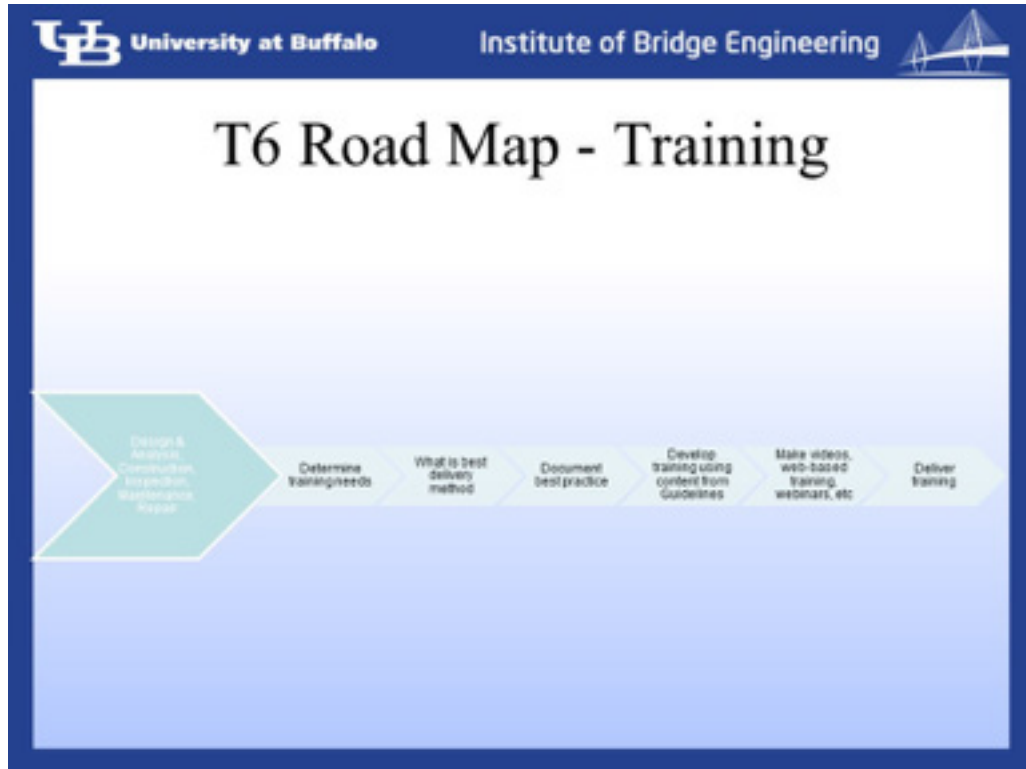 UB University at Buffalo
Institute of Bridge Engineering
T6 Road Map - Training
Design &
Analysis,
Construction,
Inspection,
Maintenance
Repair
Determine
training needs
What is best
delivery
method
Document
best practice
Develop
training using
content from
Guidelines
Make videos,
web-based
training,
webinars, etc
Deliver
training